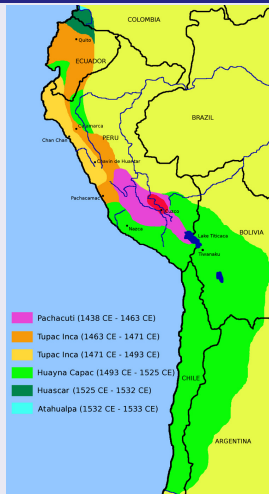 COLOMBIA
Quito
ECUADOR
Cajamarca
BRAZIL
Chan Chan
PERU
Chavin de Huantar
Pachacamac
Cusco
Nazca
Lake Titicaca
BOLIVIA
Tiwanaku
Pachacuti (1438 CE - 1463 CE)
Tupac Inca (1463 CE - 1471 CE)
Tupac Inca (1471 CE - 1493 CE)
Huayna Capac (1493 CE - 1525 CE)
Huascar (1525 CE - 1532 CE)
CHILE
Atahualpa (1532 CE - 1533 CE)
ARGENTINA